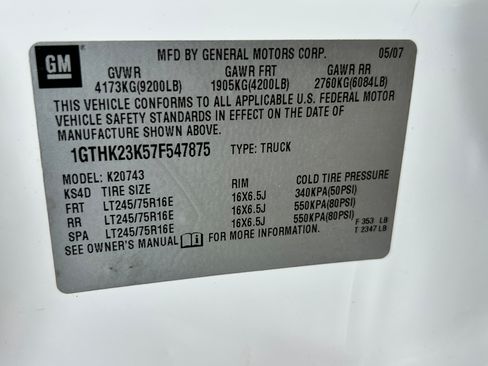 GM
MFD BY GENERAL MOTORS CORP. 05/07
GVWR GAWR FRT GAWR RR
4173KG(9200LB) 1905KG(4200LB) 2760KG(6084LB)
THIS VEHICLE CONFORMS TO ALL APPLICABLE U.S. FEDERAL MOTOR
VEHICLE SAFETY STANDARDS IN EFFECT ON THE DATE OF
MANUFACTURE SHOWN ABOVE.
1GTHK23K57F547875 TYPE: TRUCK
MODEL: K20743
KS4D TIRE SIZE RIM COLD TIRE PRESSURE
FRT LT245/75R16E 16X6.5J 340KPA(50PSI)
RR LT245/75R16E 16X6.5J 550KPA(80PSI)
SPA LT245/75R16E 16X6.5J 550KPA(80PSI)
SEE OWNER'S MANUAL FOR MORE INFORMATION.
F 353 LB
T 2347 LB